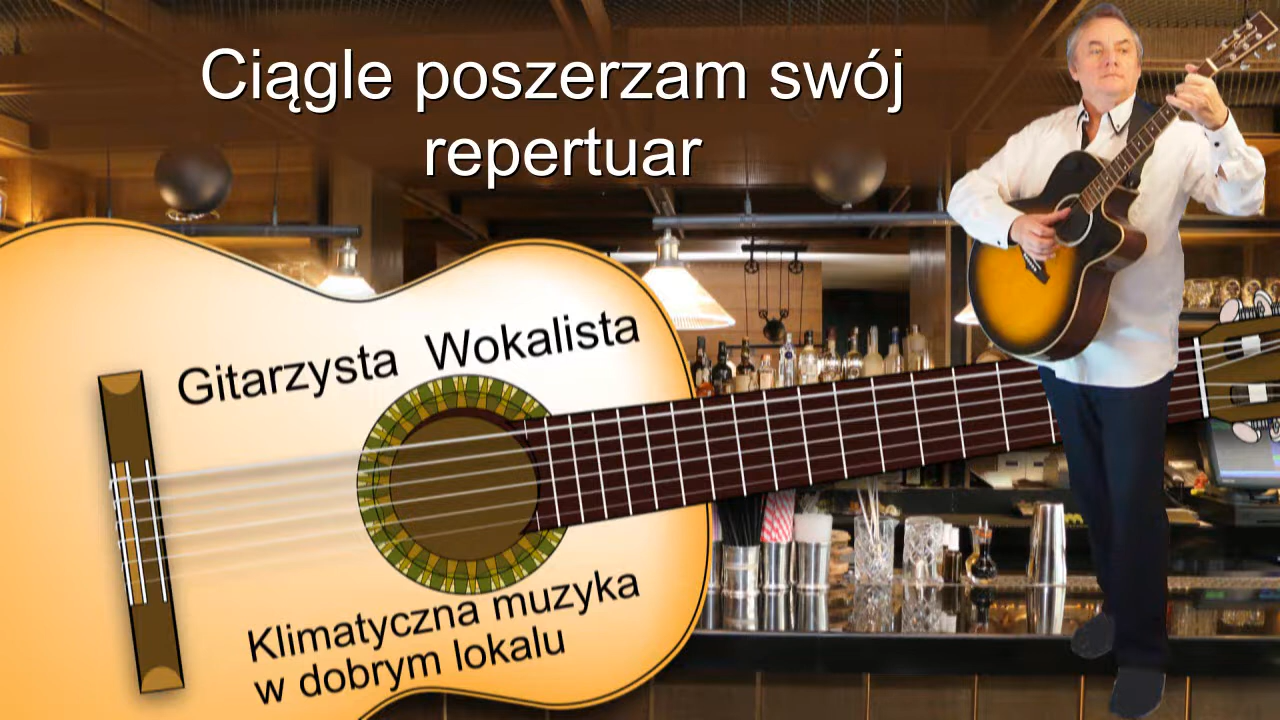 Ciągle poszerzam swój
repertuar
Gitarzysta Wokalista
Klimatyczna muzyka
w dobrym lokalu